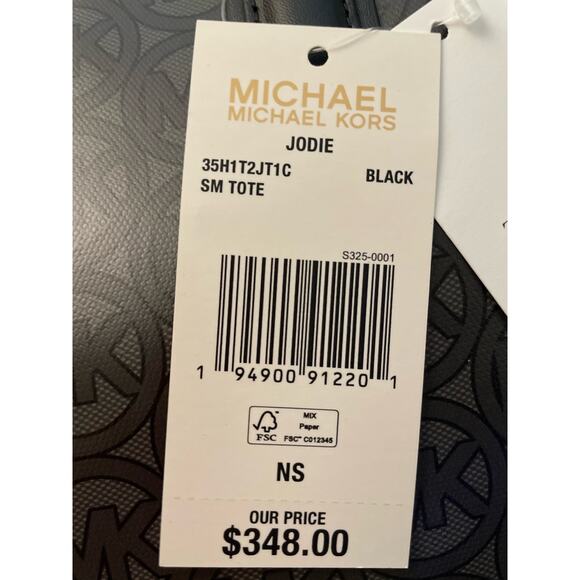 MICHAEL
MICHAEL KORS
JODIE
35H1T2JT1C BLACK
SM TOTE
S325-0001
1 94900 91220 1
FSC
MIX
Paper
FSC™ C012345
NS
OUR PRICE
$348.00